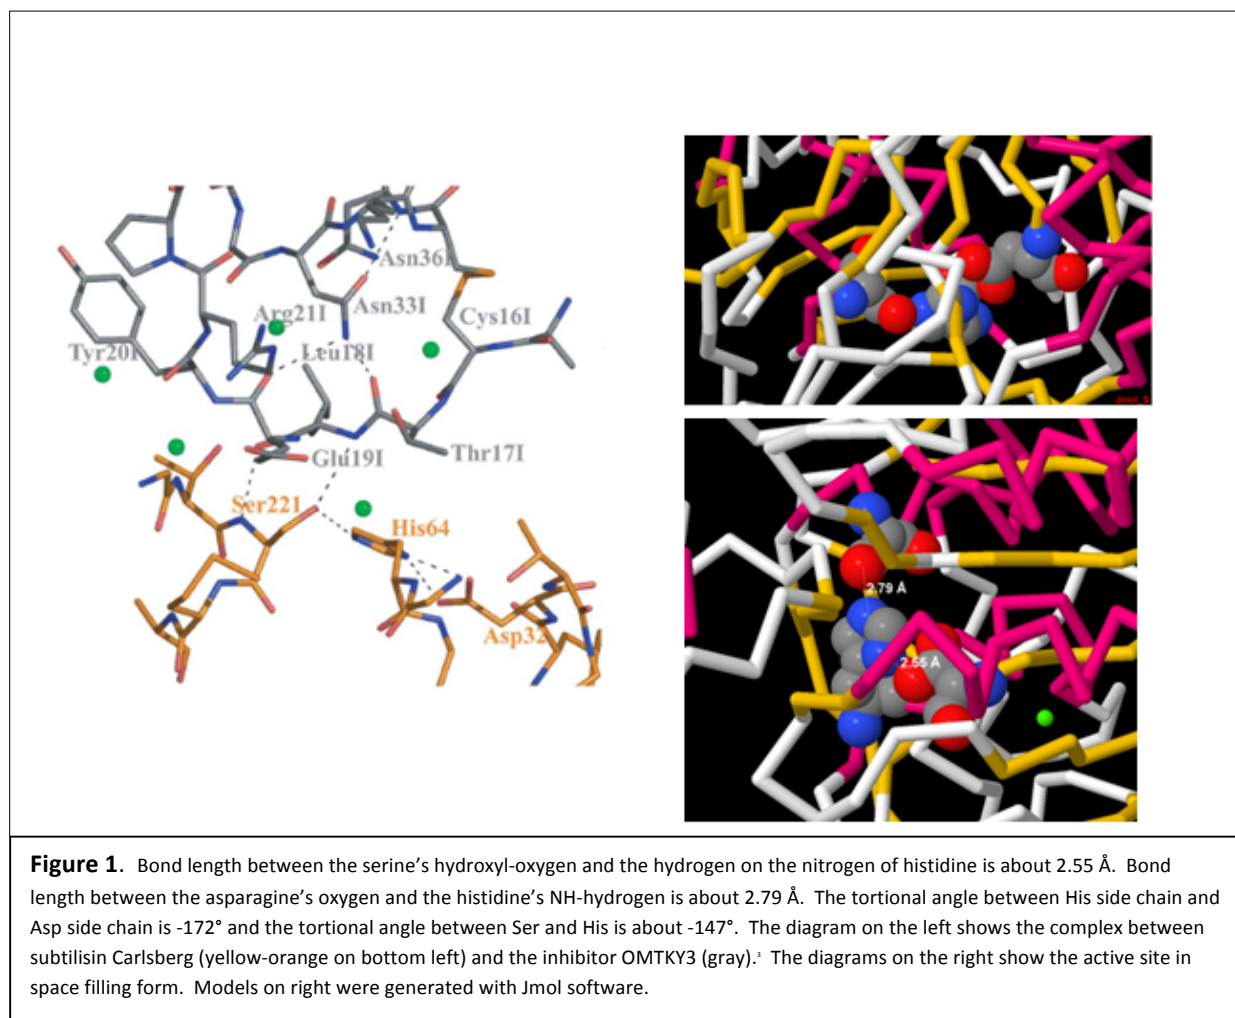 Asn36I
Asn33I
Arg21I
Cys16I
Tyr20I
Leu18I
Glu19I
Thr17I
Ser221
His64
Asp32
Jmol_S
2.79 Å
2.55 Å
Figure 1. Bond length between the serine’s hydroxyl-oxygen and the hydrogen on the nitrogen of histidine is about 2.55 Å. Bond
length between the asparagine’s oxygen and the histidine’s NH-hydrogen is about 2.79 Å. The tortional angle between His side chain and
Asp side chain is -172° and the tortional angle between Ser and His is about -147°. The diagram on the left shows the complex between
subtilisin Carlsberg (yellow-orange on bottom left) and the inhibitor OMTKY3 (gray).³ The diagrams on the right show the active site in
space filling form. Models on right were generated with Jmol software.